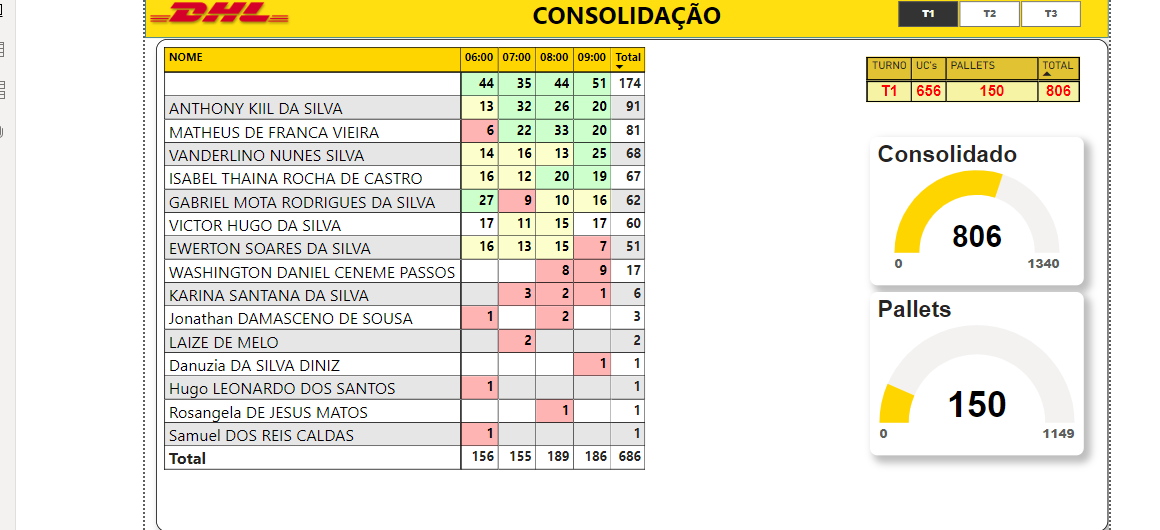 DHL
CONSOLIDAÇÃO
T1 T2 T3
NOME 06:00 07:00 08:00 09:00 Total
44 35 44 51 174
ANTHONY KIIL DA SILVA 13 32 26 20 91
MATHEUS DE FRANCA VIEIRA 6 22 33 20 81
VANDERLINO NUNES SILVA 14 16 13 25 68
ISABEL THAINA ROCHA DE CASTRO 16 12 20 19 67
GABRIEL MOTA RODRIGUES DA SILVA 27 9 10 16 62
VICTOR HUGO DA SILVA 17 11 15 17 60
EWERTON SOARES DA SILVA 16 13 15 7 51
WASHINGTON DANIEL CENEME PASSOS 8 9 17
KARINA SANTANA DA SILVA 3 2 1 6
Jonathan DAMASCENO DE SOUSA 1 2 3
LAIZE DE MELO 2 2
Danuzia DA SILVA DINIZ 1 1
Hugo LEONARDO DOS SANTOS 1 1
Rosangela DE JESUS MATOS 1 1
Samuel DOS REIS CALDAS 1 1
Total 156 155 189 186 686
TURNO UC's PALLETS TOTAL
T1 656 150 806
Consolidado
806
0 1340
Pallets
150
0 1149